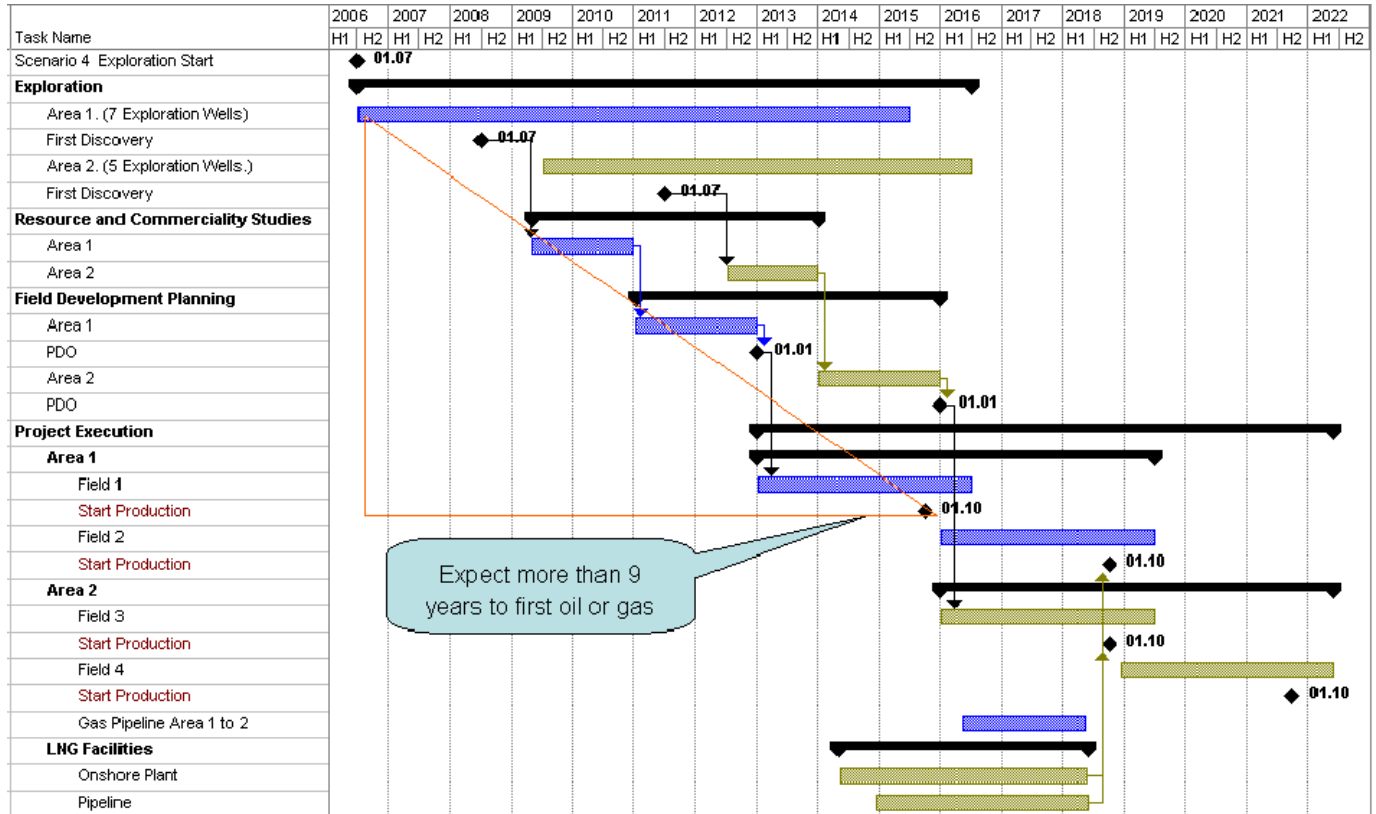 2006 2007 2008 2009 2010 2011 2012 2013 2014 2015 2016 2017 2018 2019 2020 2021 2022
Task Name H1 H2 H1 H2 H1 H2 H1 H2 H1 H2 H1 H2 H1 H2 H1 H2 H1 H2 H1 H2 H1 H2 H1 H2 H1 H2 H1 H2 H1 H2 H1 H2 H1 H2
Scenario 4 Exploration Start 01.07
Exploration
Area 1. (7 Exploration Wells)
First Discovery 01.07
Area 2. (5 Exploration Wells.)
First Discovery 01.07
Resource and Commerciality Studies
Area 1
Area 2
Field Development Planning
Area 1
PDO 01.01
Area 2
PDO 01.01
Project Execution
Area 1
Field 1
Start Production 01.10
Field 2
Start Production 01.10
Expect more than 9
years to first oil or gas
Area 2
Field 3
Start Production 01.10
Field 4
Start Production 01.10
Gas Pipeline Area 1 to 2
LNG Facilities
Onshore Plant
Pipeline